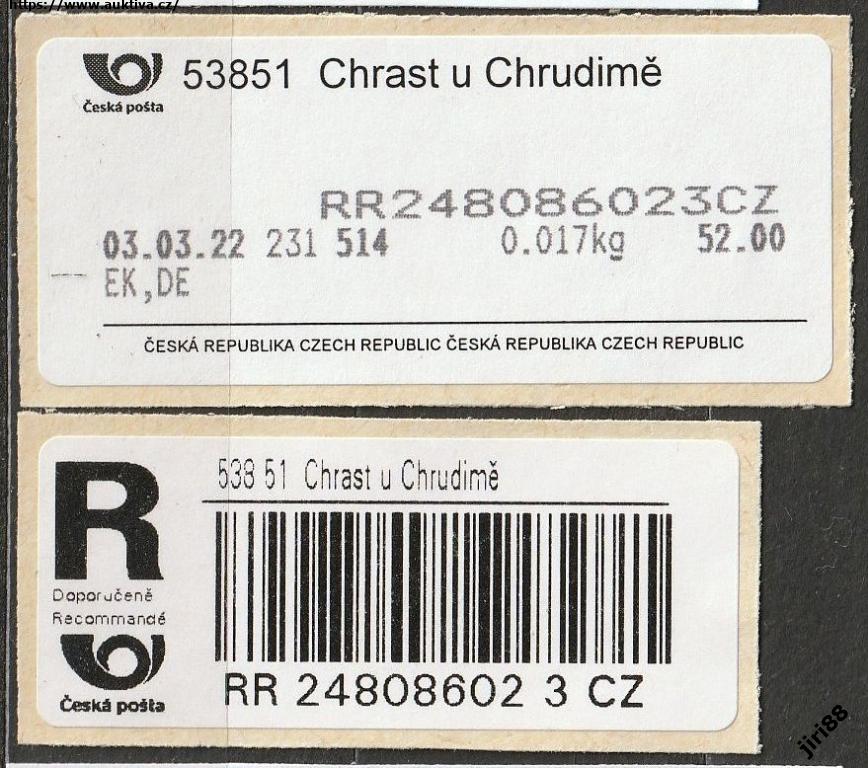 https://www.auktiva.cz/
Česká pošta
53851 Chrast u Chrudimě
RR248086023CZ
03.03.22 231 514 0.017kg 52.00
EK,DE
ČESKÁ REPUBLIKA CZECH REPUBLIC ČESKÁ REPUBLIKA CZECH REPUBLIC
538 51 Chrast u Chrudimě
R
Doporučeně
Recommandé
Česká pošta
RR 24808602 3 CZ
jiri88